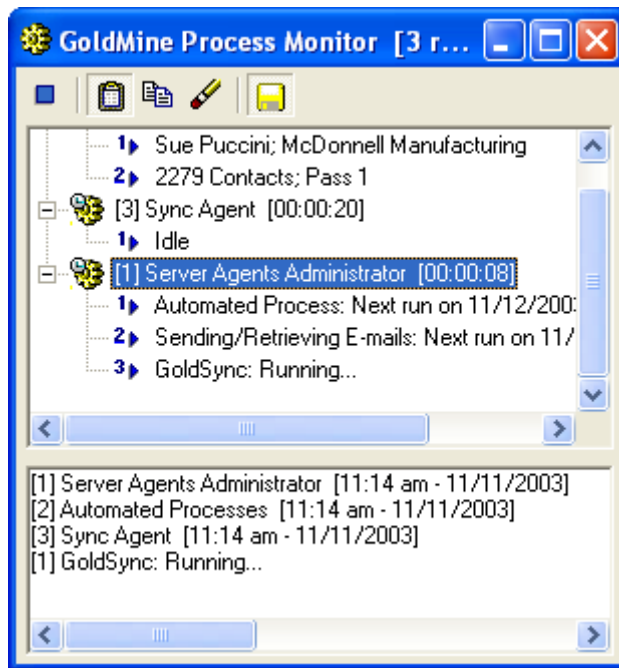 GoldMine Process Monitor [3 r...
1 Sue Puccini; McDonnell Manufacturing
2 2279 Contacts; Pass 1
[3] Sync Agent [00:00:20]
1 Idle
[1] Server Agents Administrator [00:00:08]
1 Automated Process: Next run on 11/12/200
2 Sending/Retrieving E-mails: Next run on 11/
3 GoldSync: Running...
[1] Server Agents Administrator [11:14 am - 11/11/2003]
[2] Automated Processes [11:14 am - 11/11/2003]
[3] Sync Agent [11:14 am - 11/11/2003]
[1] GoldSync: Running...